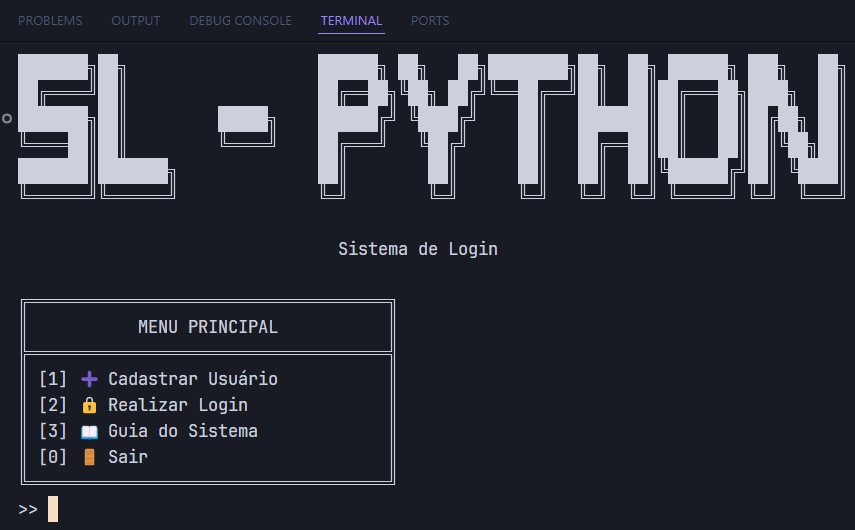 PROBLEMS OUTPUT DEBUG CONSOLE TERMINAL PORTS
SL - PYTHON
Sistema de Login
MENU PRINCIPAL
[1] ➕ Cadastrar Usuário
[2] 🔒 Realizar Login
[3] 📖 Guia do Sistema
[0] 🚪 Sair
>>